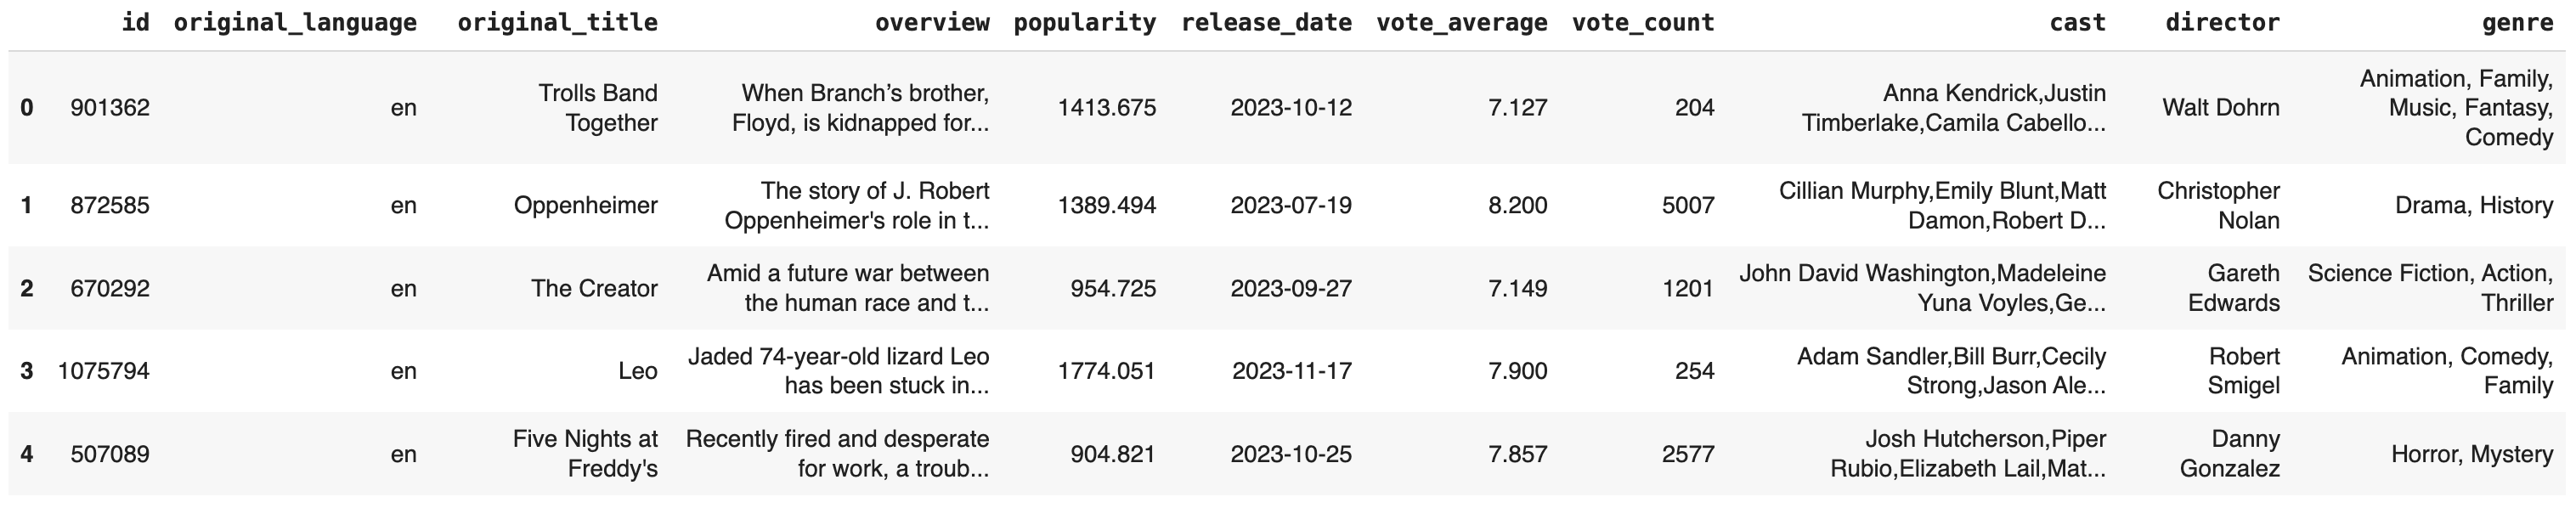 id original_language original_title overview popularity release_date vote_average vote_count cast director genre
0 901362 en Trolls Band Together When Branch’s brother, Floyd, is kidnapped for... 1413.675 2023-10-12 7.127 204 Anna Kendrick,Justin Timberlake,Camila Cabello... Walt Dohrn Animation, Family, Music, Fantasy, Comedy
1 872585 en Oppenheimer The story of J. Robert Oppenheimer's role in t... 1389.494 2023-07-19 8.200 5007 Cillian Murphy,Emily Blunt,Matt Damon,Robert D... Christopher Nolan Drama, History
2 670292 en The Creator Amid a future war between the human race and t... 954.725 2023-09-27 7.149 1201 John David Washington,Madeleine Yuna Voyles,Ge... Gareth Edwards Science Fiction, Action, Thriller
3 1075794 en Leo Jaded 74-year-old lizard Leo has been stuck in... 1774.051 2023-11-17 7.900 254 Adam Sandler,Bill Burr,Cecily Strong,Jason Ale... Robert Smigel Animation, Comedy, Family
4 507089 en Five Nights at Freddy's Recently fired and desperate for work, a troub... 904.821 2023-10-25 7.857 2577 Josh Hutcherson,Piper Rubio,Elizabeth Lail,Mat... Danny Gonzalez Horror, Mystery